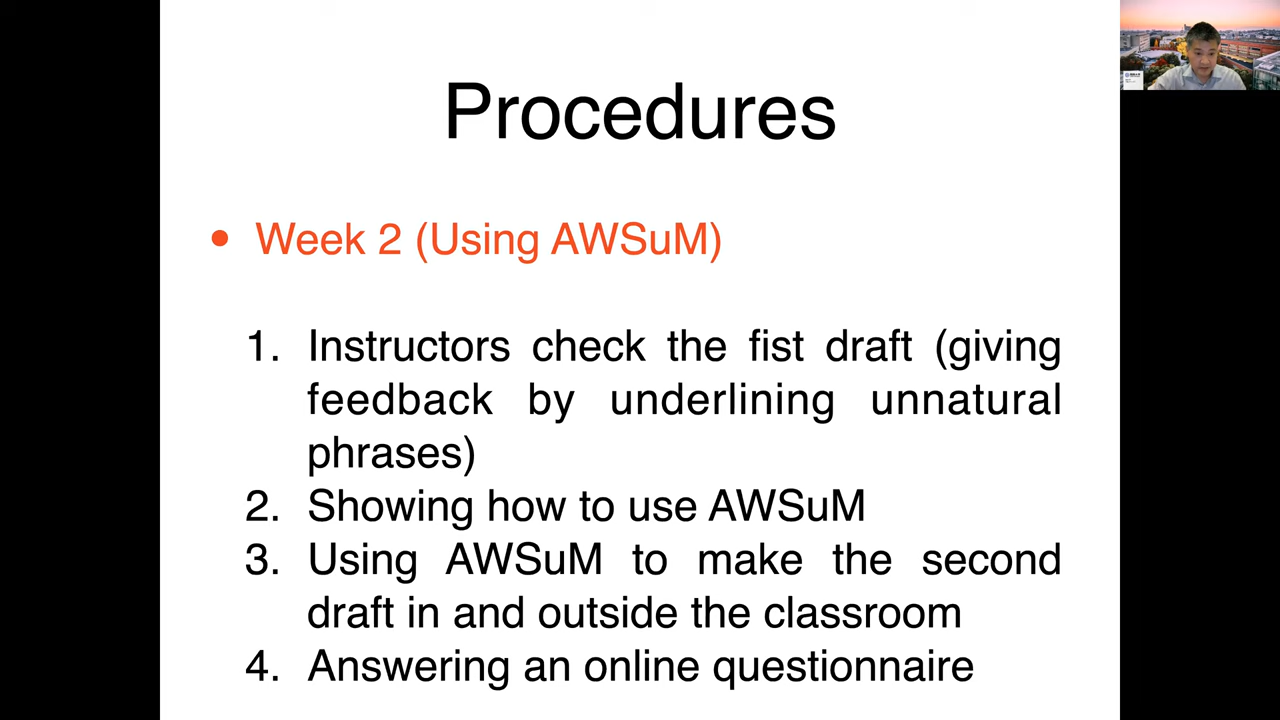 Procedures
• Week 2 (Using AWSuM)
1. Instructors check the fist draft (giving
feedback by underlining unnatural
phrases)
2. Showing how to use AWSuM
3. Using AWSuM to make the second
draft in and outside the classroom
4. Answering an online questionnaire